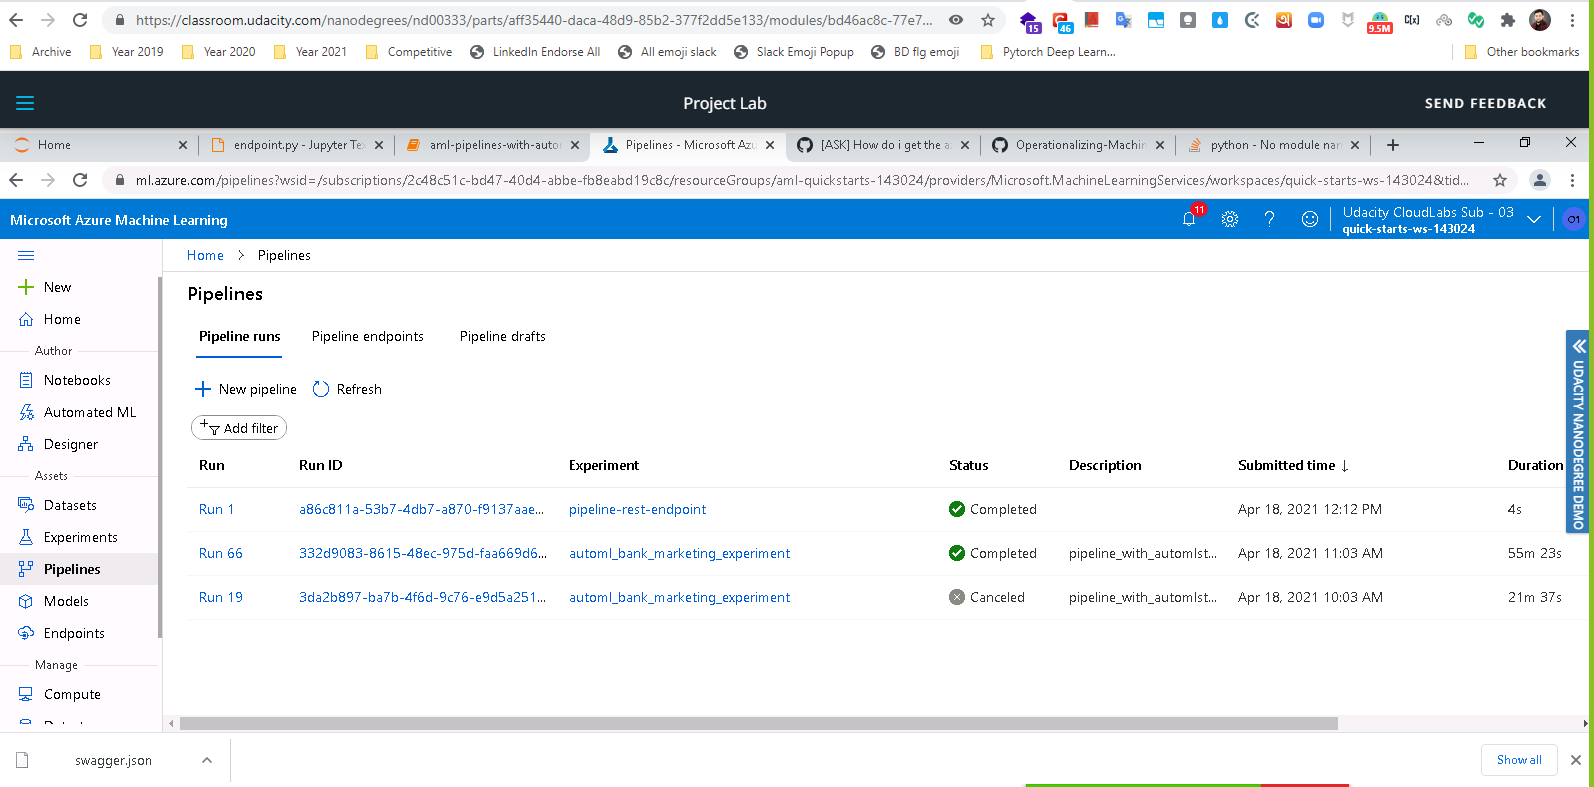 https://classroom.udacity.com/nanodegrees/nd00333/parts/aff35440-daca-48d9-85b2-377f2dd5e133/modules/bd46ac8c-77e7...
15 46 9.5M C[x]
Archive Year 2019 Year 2020 Year 2021 Competitive LinkedIn Endorse All All emoji slack Slack Emoji Popup BD flg emoji Pytorch Deep Learn... Other bookmarks
Project Lab SEND FEEDBACK
Home endpoint.py - Jupyter Te aml-pipelines-with-autor Pipelines - Microsoft Azu [ASK] How do i get the a Operationalizing-Machin python - No module nam
ml.azure.com/pipelines?wsid=/subscriptions/2c48c51c-bd47-40d4-abbe-fb8eabd19c8c/resourceGroups/aml-quickstarts-143024/providers/Microsoft.MachineLearningServices/workspaces/quick-starts-ws-143024&tid...
Microsoft Azure Machine Learning 11 ? Udacity CloudLabs Sub - 03 O1
quick-starts-ws-143024
Home > Pipelines
New
Home
Author
Notebooks
Automated ML
Designer
Assets
Datasets
Experiments
Pipelines
Models
Endpoints
Manage
Compute
Pipelines
Pipeline runs Pipeline endpoints Pipeline drafts
New pipeline Refresh
Add filter
Run Run ID Experiment Status Description Submitted time ↓ Duration
Run 1 a86c811a-53b7-4db7-a870-f9137aae... pipeline-rest-endpoint Completed Apr 18, 2021 12:12 PM 4s
Run 66 332d9083-8615-48ec-975d-faa669d6... automl_bank_marketing_experiment Completed pipeline_with_automlst... Apr 18, 2021 11:03 AM 55m 23s
Run 19 3da2b897-ba7b-4f6d-9c76-e9d5a251... automl_bank_marketing_experiment Canceled pipeline_with_automlst... Apr 18, 2021 10:03 AM 21m 37s
UDACITY NANODEGREE DEMO
swagger.json Show all